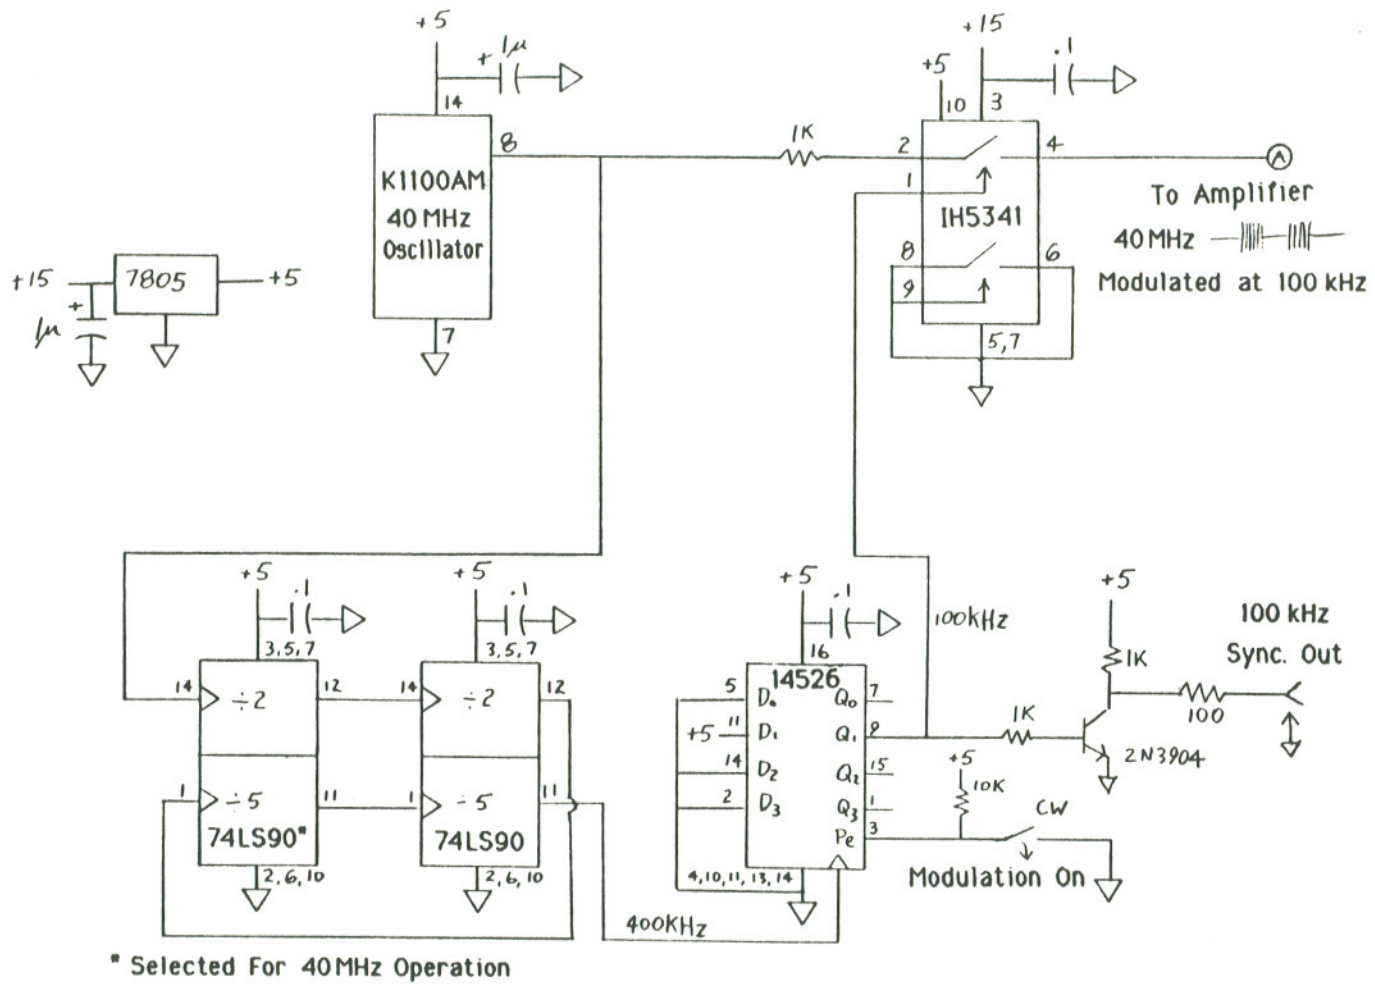 +5
+ 1µ
14
K1100AM
40 MHz
Oscillator
8
7
+15
7805
+5
+
1µ
1K
+15
+5
.1
10
3
2
4
1
IH5341
8
6
9
5,7
A
To Amplifier
40 MHz
Modulated at 100 kHz
+5
.1
3,5,7
14
÷2
12
1
÷5
11
74LS90*
2,6,10
+5
.1
3,5,7
14
÷2
12
1
÷5
11
74LS90
2,6,10
400KHz
+5
.1
16
14526
5
D₀
Q₀
7
+5
11
D₁
Q₁
9
14
D₂
Q₂
15
2
D₃
Q₃
1
Pe
3
4,10,11,13,14
100KHz
1K
+5
1K
100
2N3904
100 kHz
Sync. Out
+5
10K
CW
Modulation On
* Selected For 40 MHz Operation